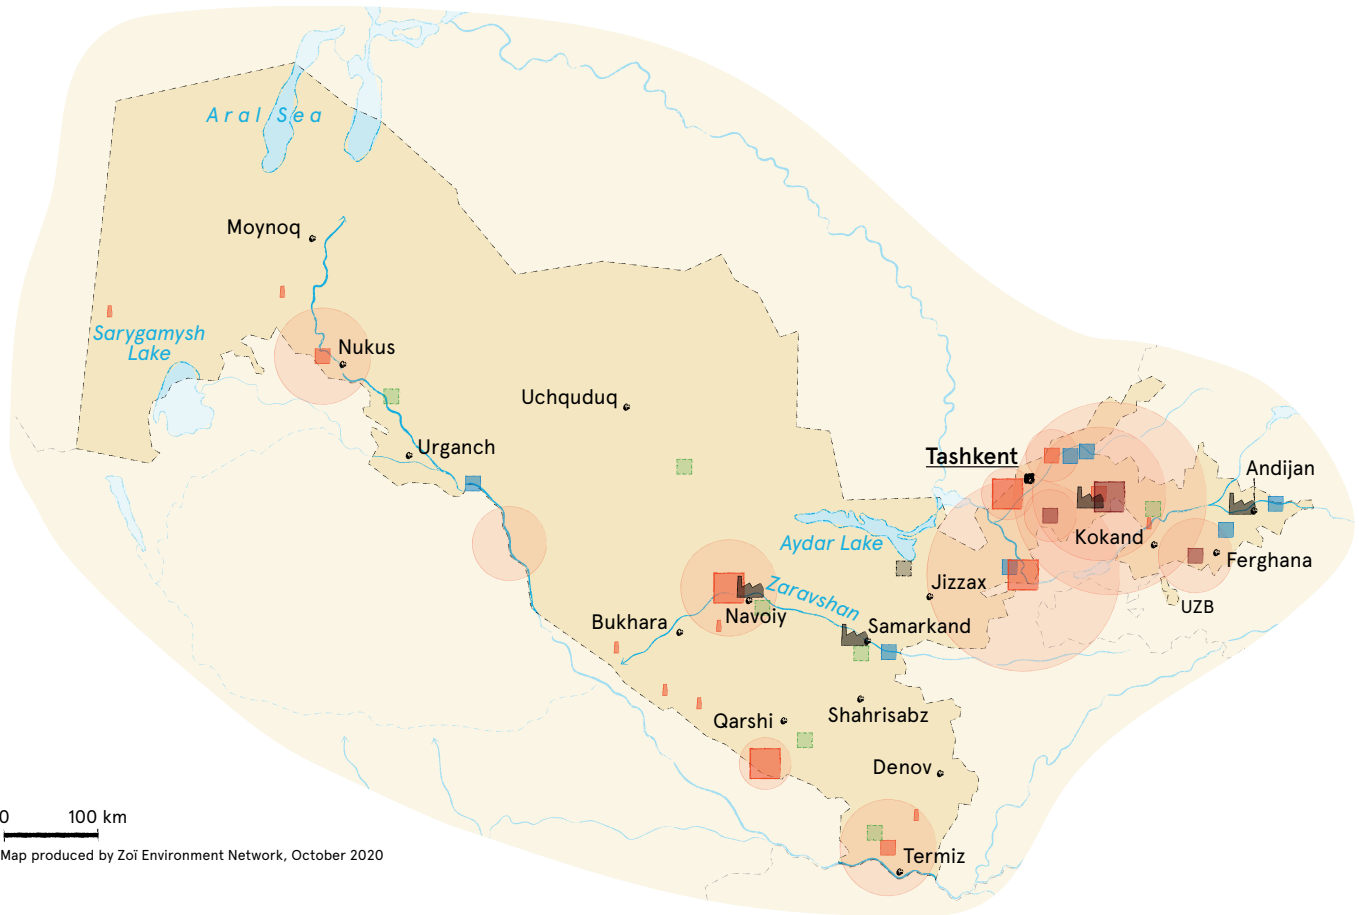 Aral Sea
Moynoq
Sarygamysh
Lake
Nukus
Uchquduq
Urganch
Tashkent
Andijan
Aydar Lake
Kokand
Ferghana
Jizzax
Zaravshan
UZB
Navoiy
Bukhara
Samarkand
Qarshi
Shahrisabz
Denov
0 100 km
Map produced by Zoï Environment Network, October 2020
Termiz